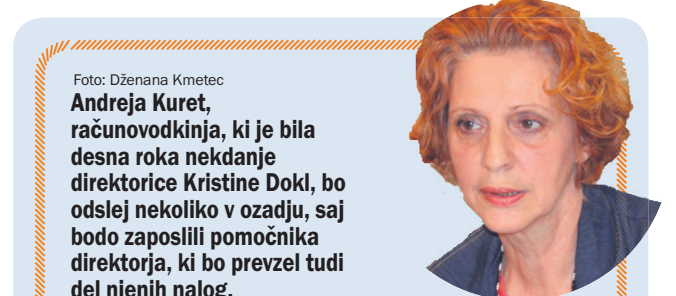 Foto: Dženana Kmetec
Andreja Kuret,
računovodkinja, ki je bila
desna roka nekdanje
direktorice Kristine Dokl, bo
odslej nekoliko v ozadju, saj
bodo zaposlili pomočnika
direktorja, ki bo prevzel tudi
del njenih nalog.